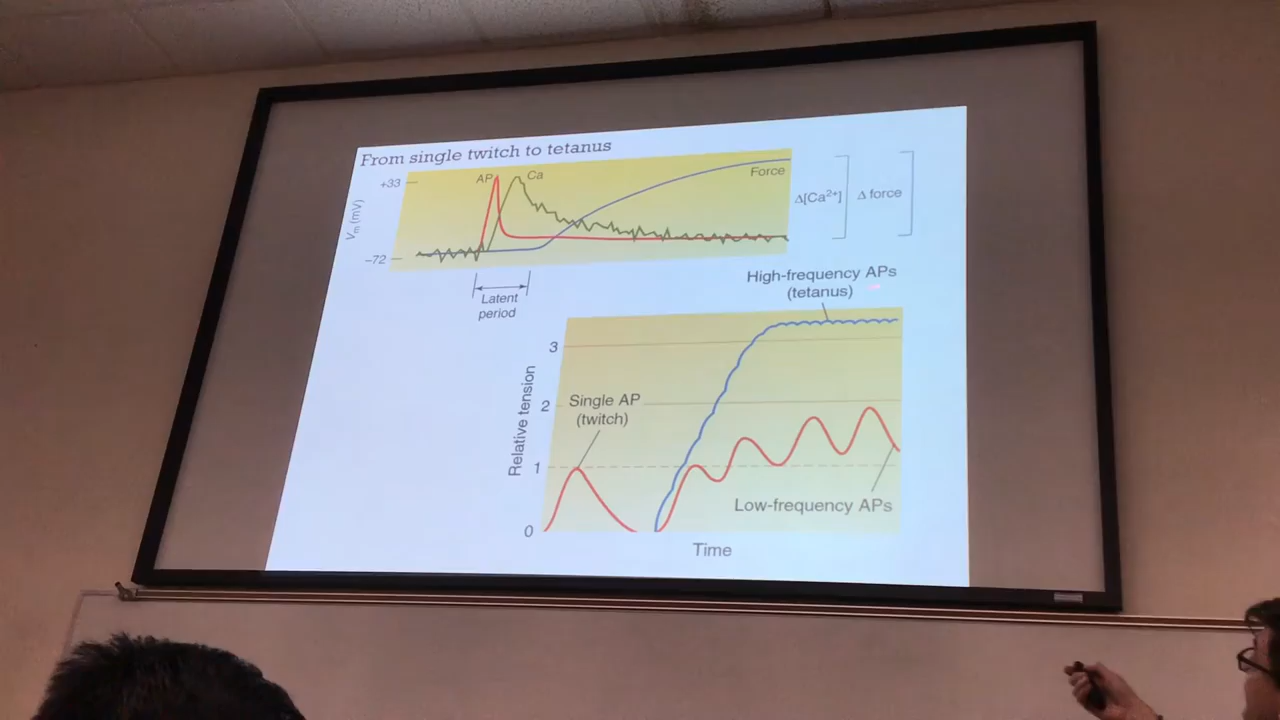 From single twitch to tetanus
+33
AP
Ca
Force
Δ[Ca²⁺]
Δ force
Vm (mV)
−72
Latent
period
High-frequency APs
(tetanus)
3
Single AP
(twitch)
2
Relative tension
1
Low-frequency APs
0
Time